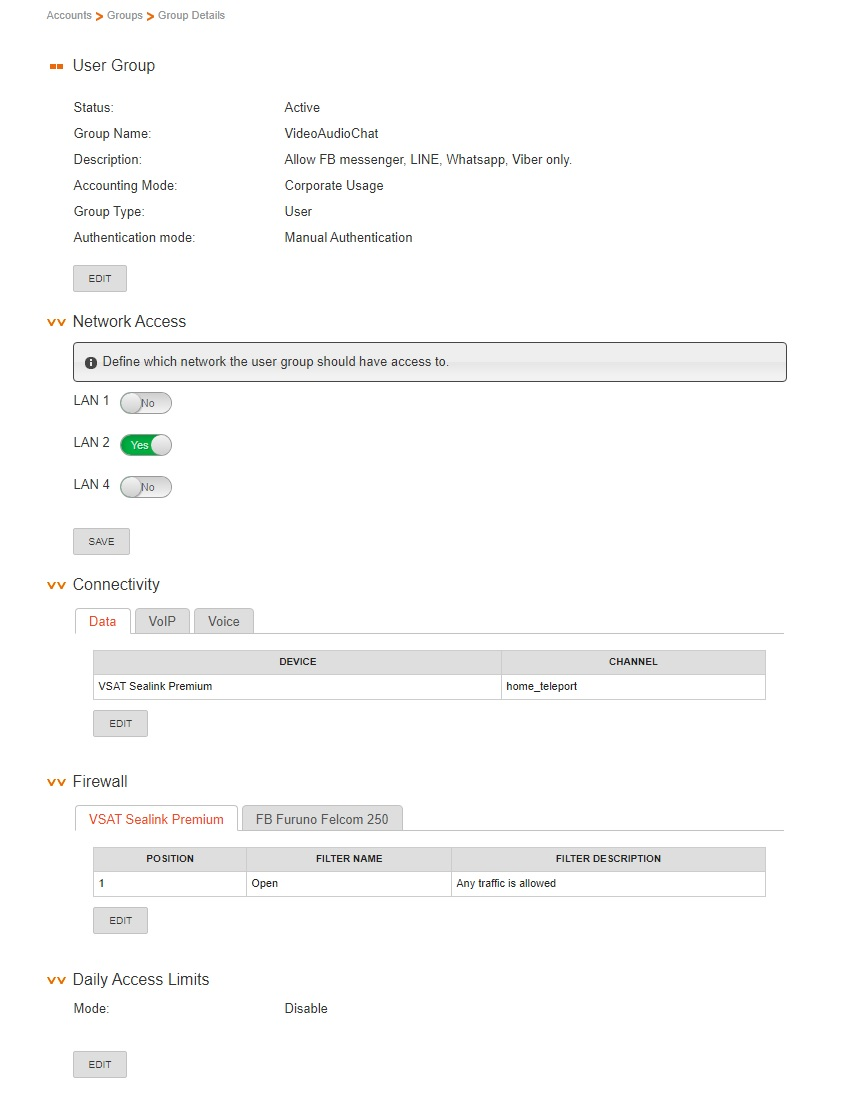 Accounts > Groups > Group Details
User Group
Status: Active
Group Name: VideoAudioChat
Description: Allow FB messenger, LINE, Whatsapp, Viber only.
Accounting Mode: Corporate Usage
Group Type: User
Authentication mode: Manual Authentication
EDIT
Network Access
Define which network the user group should have access to.
LAN 1 No
LAN 2 Yes
LAN 4 No
SAVE
Connectivity
Data VoIP Voice
DEVICE CHANNEL
VSAT Sealink Premium home_teleport
EDIT
Firewall
VSAT Sealink Premium FB Furuno Felcom 250
POSITION FILTER NAME FILTER DESCRIPTION
1 Open Any traffic is allowed
EDIT
Daily Access Limits
Mode: Disable
EDIT